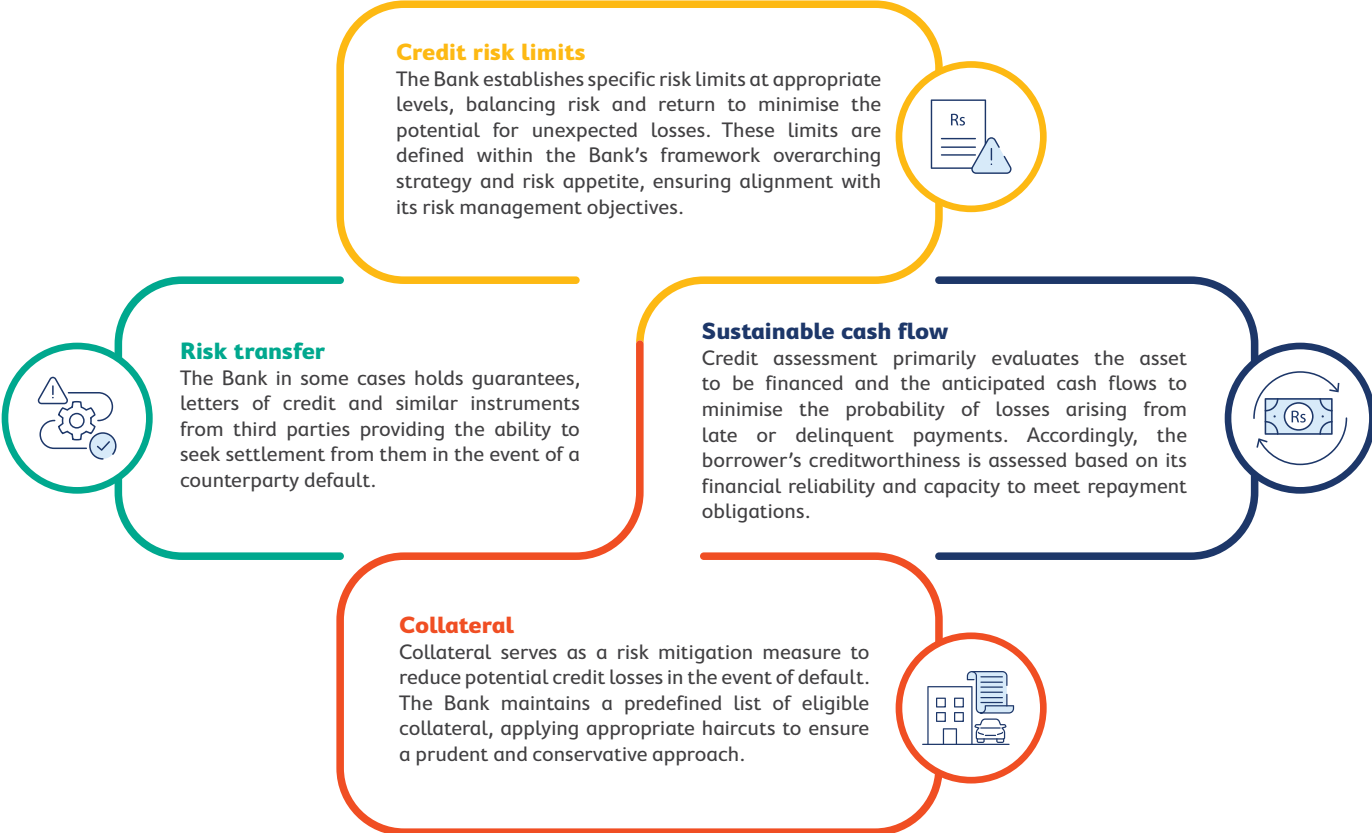 Credit risk limits
The Bank establishes specific risk limits at appropriate
levels, balancing risk and return to minimise the
potential for unexpected losses. These limits are
defined within the Bank’s framework overarching
strategy and risk appetite, ensuring alignment with
its risk management objectives.
Rs
Risk transfer
The Bank in some cases holds guarantees,
letters of credit and similar instruments
from third parties providing the ability to
seek settlement from them in the event of a
counterparty default.
Sustainable cash flow
Credit assessment primarily evaluates the asset
to be financed and the anticipated cash flows to
minimise the probability of losses arising from
late or delinquent payments. Accordingly, the
borrower’s creditworthiness is assessed based on its
financial reliability and capacity to meet repayment
obligations.
Rs
Collateral
Collateral serves as a risk mitigation measure to
reduce potential credit losses in the event of default.
The Bank maintains a predefined list of eligible
collateral, applying appropriate haircuts to ensure
a prudent and conservative approach.